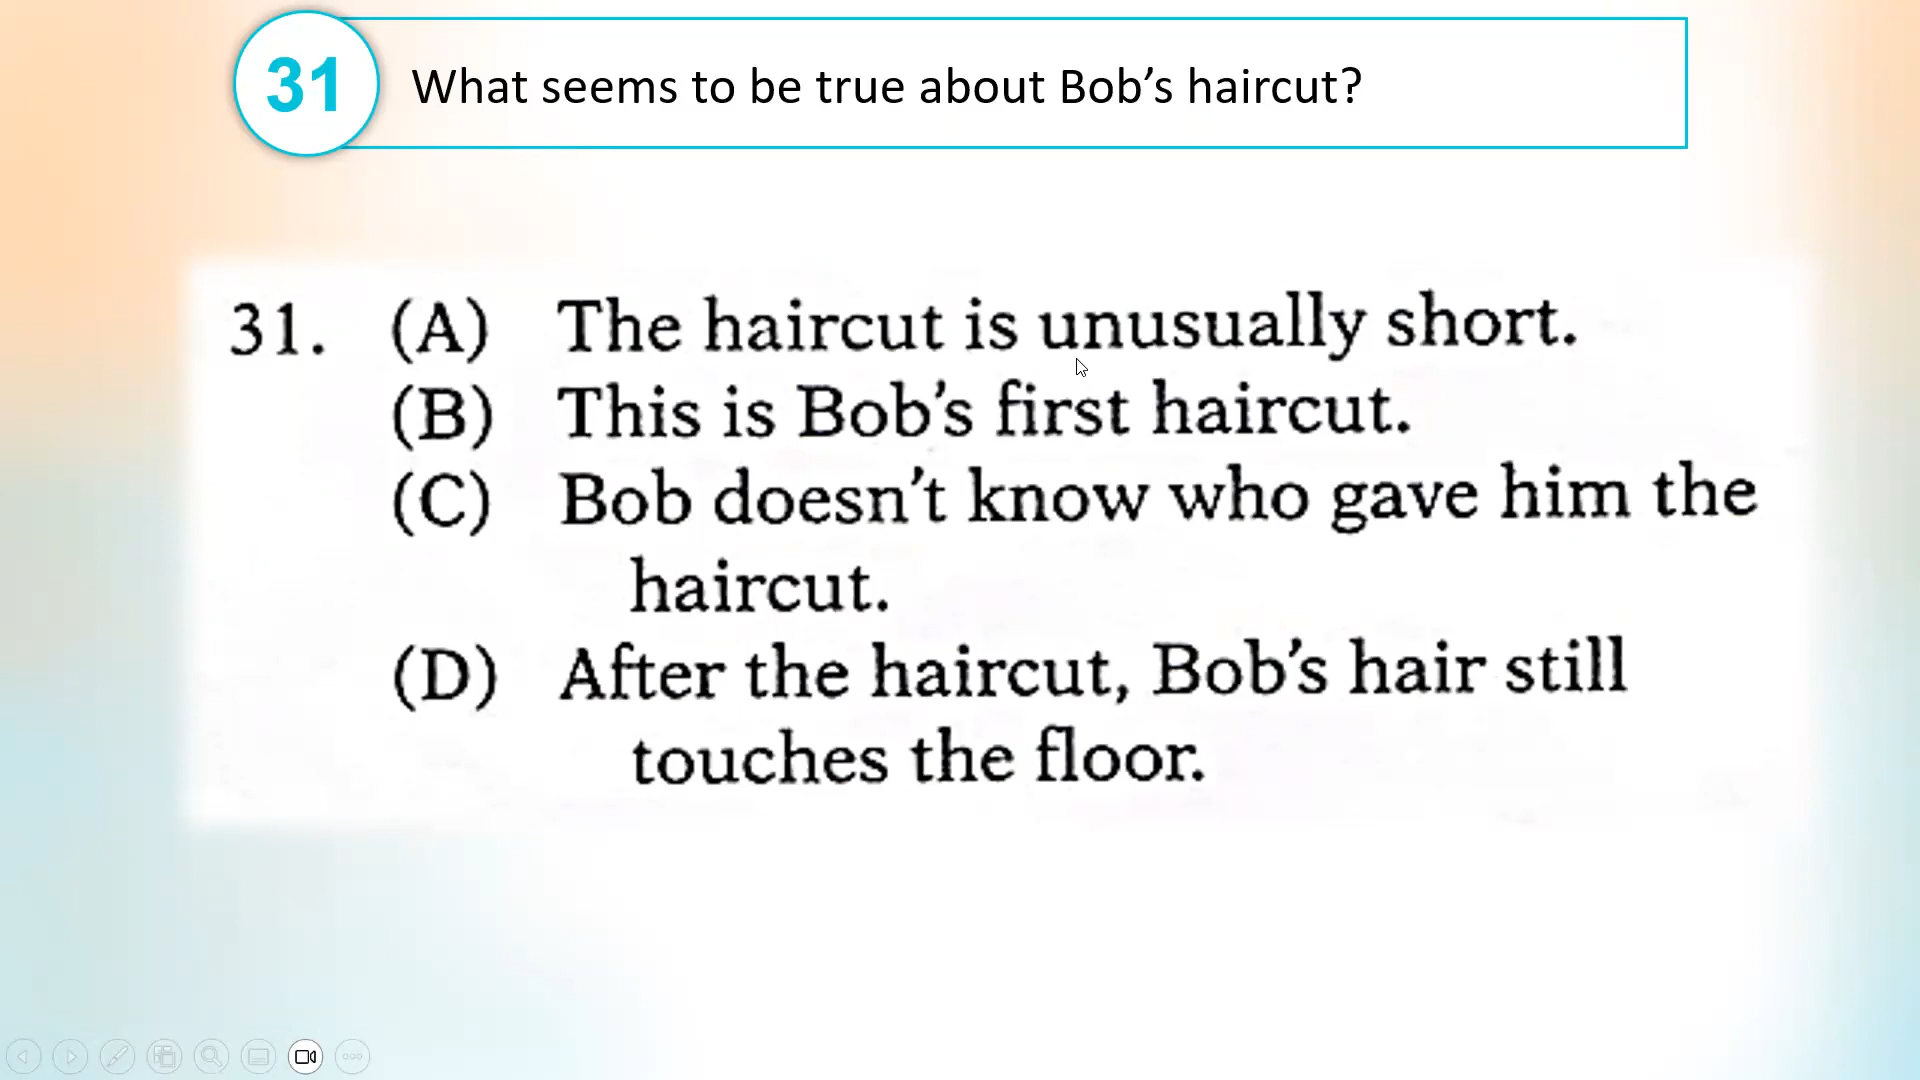 31
What seems to be true about Bob’s haircut?
31. (A) The haircut is unusually short.
(B) This is Bob’s first haircut.
(C) Bob doesn’t know who gave him the
haircut.
(D) After the haircut, Bob’s hair still
touches the floor.